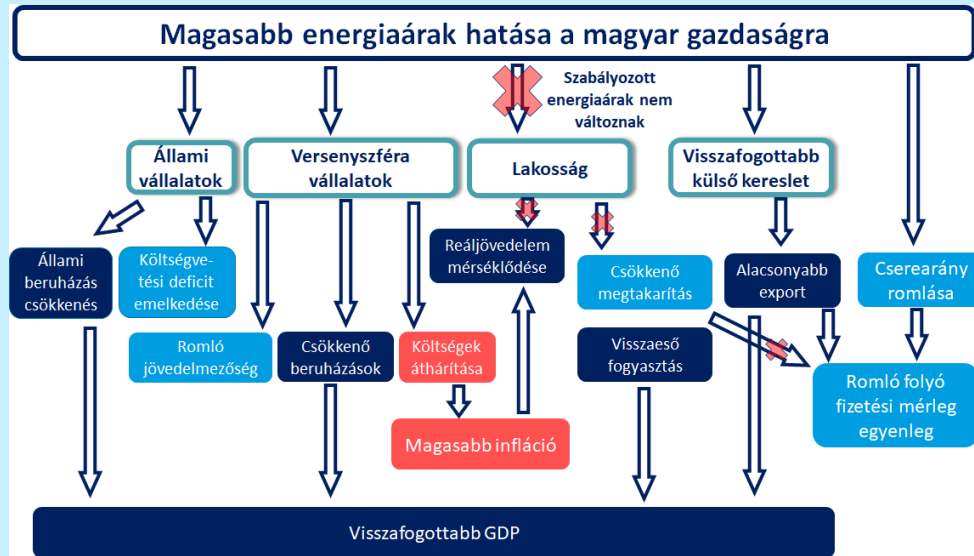 Magasabb energiaárak hatása a magyar gazdaságra
Szabályozott
energiaárak nem
változnak
Állami
vállalatok
Versenyszféra
vállalatok
Lakosság
Visszafogottabb
külső kereslet
Állami
beruházás
csökkenés
Költségve-
tési deficit
emelkedése
Reáljövedelem
mérséklődése
Csökkenő
megtakarítás
Alacsonyabb
export
Cserearány
romlása
Romló
jövedelmezőség
Csökkenő
beruházások
Költségek
áthárítása
Visszaeső
fogyasztás
Romló folyó
fizetési mérleg
egyenleg
Magasabb infláció
Visszafogottabb GDP